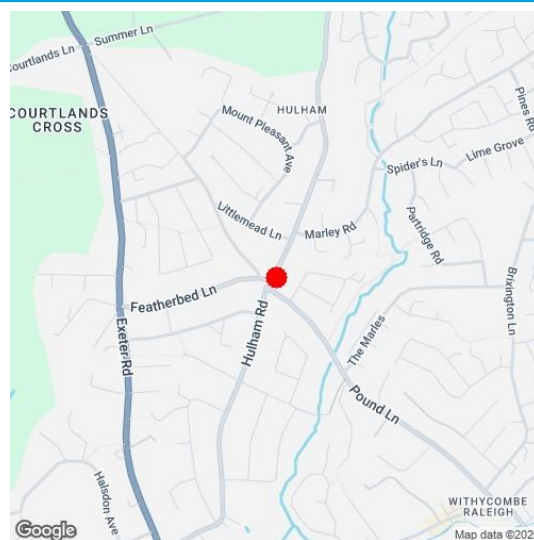 Summer Ln
Courtlands Ln
COURTLANDS
CROSS
HULHAM
Mount Pleasant Ave
Pines Rd
Lime Grove
Spider's Ln
Littlemead Ln
Marley Rd
Partridge Rd
Brixington Ln
Featherbed Ln
Exeter Rd
Hulham Rd
The Marles
Pound Ln
Halsdon Ave
WITHYCOMBE
RALEIGH
Google
Map data ©202